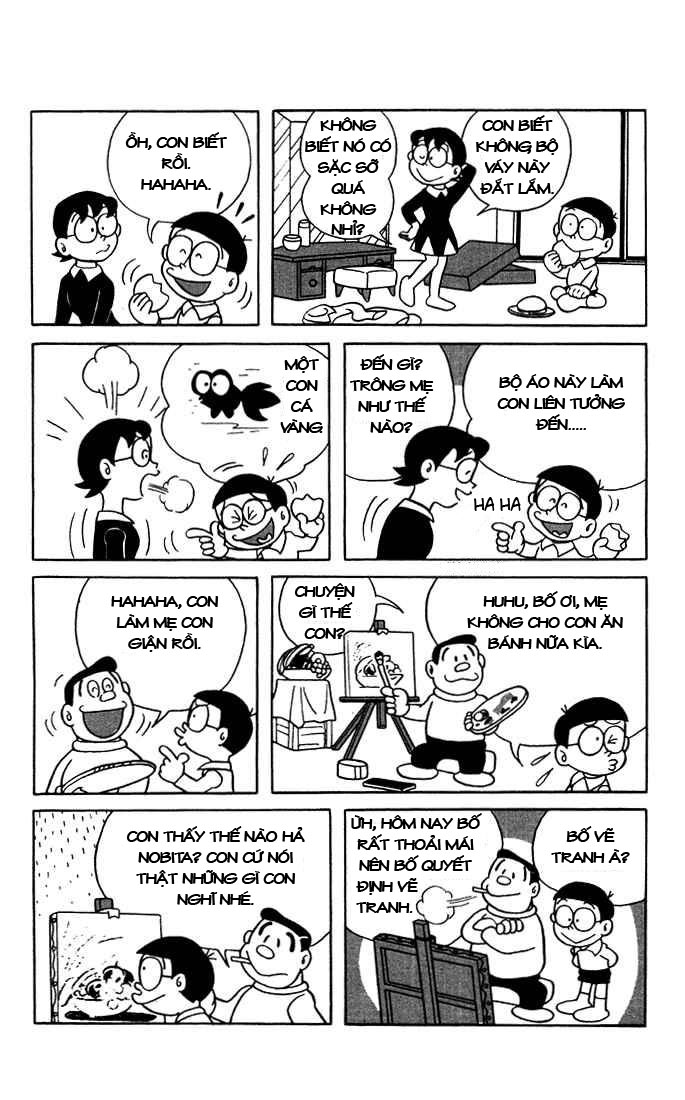 CON BIẾT
KHÔNG BỘ
VÁY NÀY
ĐẮT LẮM.
KHÔNG
BIẾT NÓ CÓ
SẶC SỠ
QUÁ
KHÔNG
NHỈ?
ỒH, CON BIẾT
RỒI.
HAHAHA.
BỘ ÁO NÀY LÀM
CON LIÊN TƯỞNG
ĐẾN.....
HA HA
ĐẾN GÌ?
TRÔNG MẸ
NHƯ THẾ
NÀO?
MỘT
CON
CÁ
VÀNG
HUHU, BỐ ƠI, MẸ
KHÔNG CHO CON ĂN
BÁNH NỮA KÌA.
CHUYỆN
GÌ THẾ
CON?
HAHAHA, CON
LÀM MẸ CON
GIẬN RỒI.
BỐ VẼ
TRANH À?
ỪH, HÔM NAY BỐ
RẤT THOẢI MÁI
NÊN BỐ QUYẾT
ĐỊNH VẼ
TRANH.
CON THẤY THẾ NÀO HẢ
NOBITA? CON CỨ NÓI
THẬT NHỮNG GÌ CON
NGHĨ NHÉ.